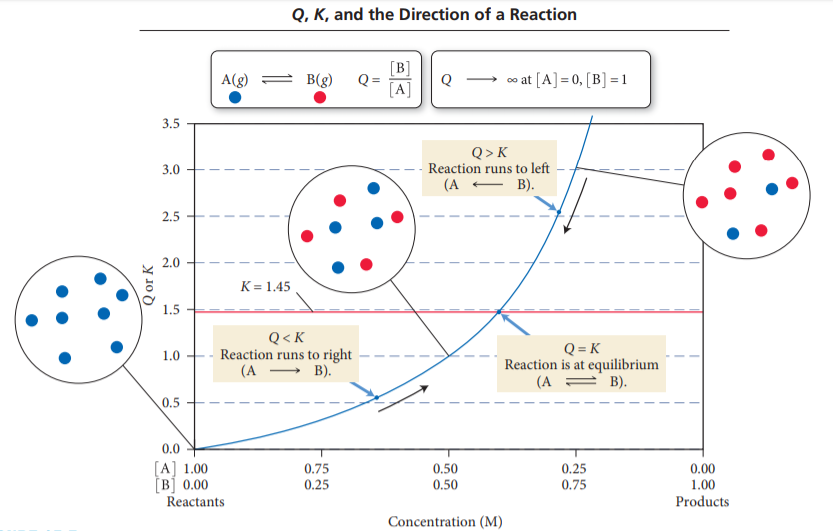 Q, K, and the Direction of a Reaction
A(g) ⇌ B(g) Q = [B]/[A]
Q ⟶ ∞ at [A] = 0, [B] = 1
3.5
3.0
2.5
2.0
1.5
1.0
0.5
0.0
Q or K
Q > K
Reaction runs to left
(A ⟵ B).
K = 1.45
Q < K
Reaction runs to right
(A ⟶ B).
Q = K
Reaction is at equilibrium
(A ⇌ B).
[A] 1.00 0.75 0.50 0.25 0.00
[B] 0.00 0.25 0.50 0.75 1.00
Reactants Products
Concentration (M)